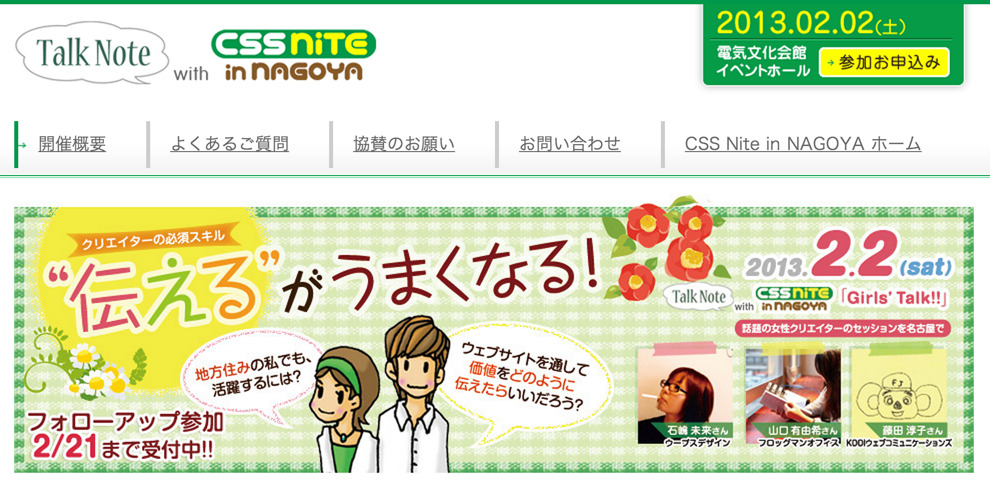 Talk Note
with
CSS NiTE
in NAGOYA
2013.02.02(土)
電気文化会館
イベントホール
参加お申込み
開催概要
よくあるご質問
協賛のお願い
お問い合わせ
CSS Nite in NAGOYA ホーム
クリエイターの必須スキル
“伝える”がうまくなる!
2013.2.2(sat)
Talk Note with CSS NiTE in NAGOYA 「Girls' Talk!!」
話題の女性クリエイターのセッションを名古屋で
地方住みの私でも、
活躍するには?
ウェブサイトを通して
価値をどのように
伝えたらいいだろう?
フォローアップ参加
2/21まで受付中!!
石嶋 未来さん
ウープスデザイン
山口 有由希さん
フロッグマンオフィス
FJ
藤田 淳子さん
KDDIウェブコミュニケーションズ